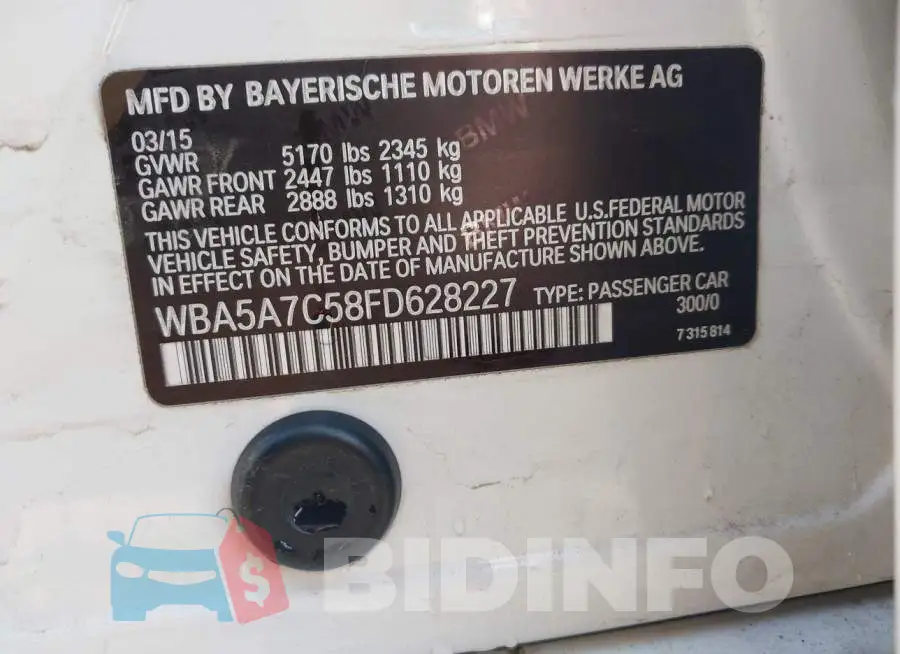 MFD BY BAYERISCHE MOTOREN WERKE AG
03/15
GVWR 5170 lbs 2345 kg
GAWR FRONT 2447 lbs 1110 kg
GAWR REAR 2888 lbs 1310 kg
THIS VEHICLE CONFORMS TO ALL APPLICABLE U.S.FEDERAL MOTOR
VEHICLE SAFETY, BUMPER AND THEFT PREVENTION STANDARDS
IN EFFECT ON THE DATE OF MANUFACTURE SHOWN ABOVE.
WBA5A7C58FD628227 TYPE: PASSENGER CAR
300/0
7 315 814
BMW
BMW
BMW
$ BIDINFO